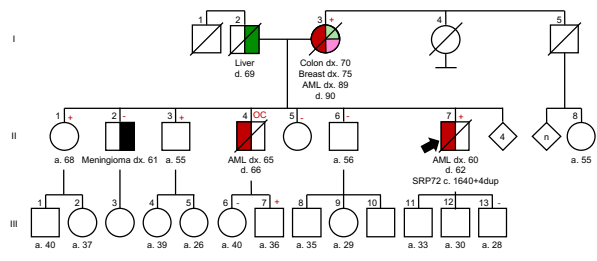 1 2 3 + 4 5
I
Liver
d. 69
Colon dx. 70
Breast dx. 75
AML dx. 89
d. 90
1 + 2 - 3 + 4 OC 5 - 6 - 7 + 4 n 8
II
a. 68 Meningioma dx. 61 a. 55 AML dx. 65 a. 56 AML dx. 60 a. 55
d. 66 d. 62
SRP72 c. 1640+4dup
1 2 3 4 5 6 - 7 + 8 9 10 11 12 13 -
III
a. 40 a. 37 a. 39 a. 26 a. 40 a. 36 a. 35 a. 29 a. 33 a. 30 a. 28